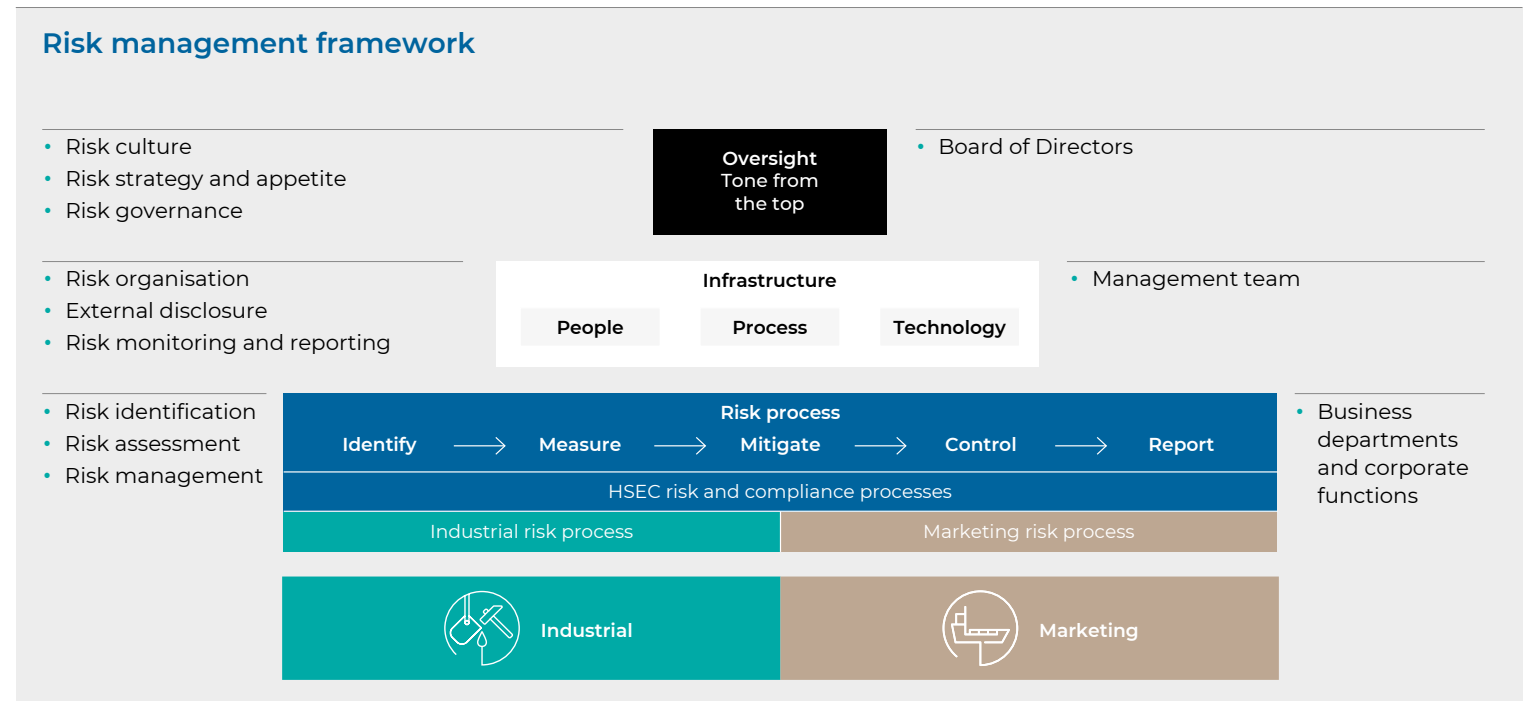 Risk management framework
• Risk culture
• Risk strategy and appetite
• Risk governance
Oversight
Tone from
the top
• Board of Directors
• Risk organisation
• External disclosure
• Risk monitoring and reporting
Infrastructure
People Process Technology
• Management team
• Risk identification
• Risk assessment
• Risk management
Risk process
Identify → Measure → Mitigate → Control → Report
HSEC risk and compliance processes
Industrial risk process Marketing risk process
• Business
departments
and corporate
functions
Industrial Marketing